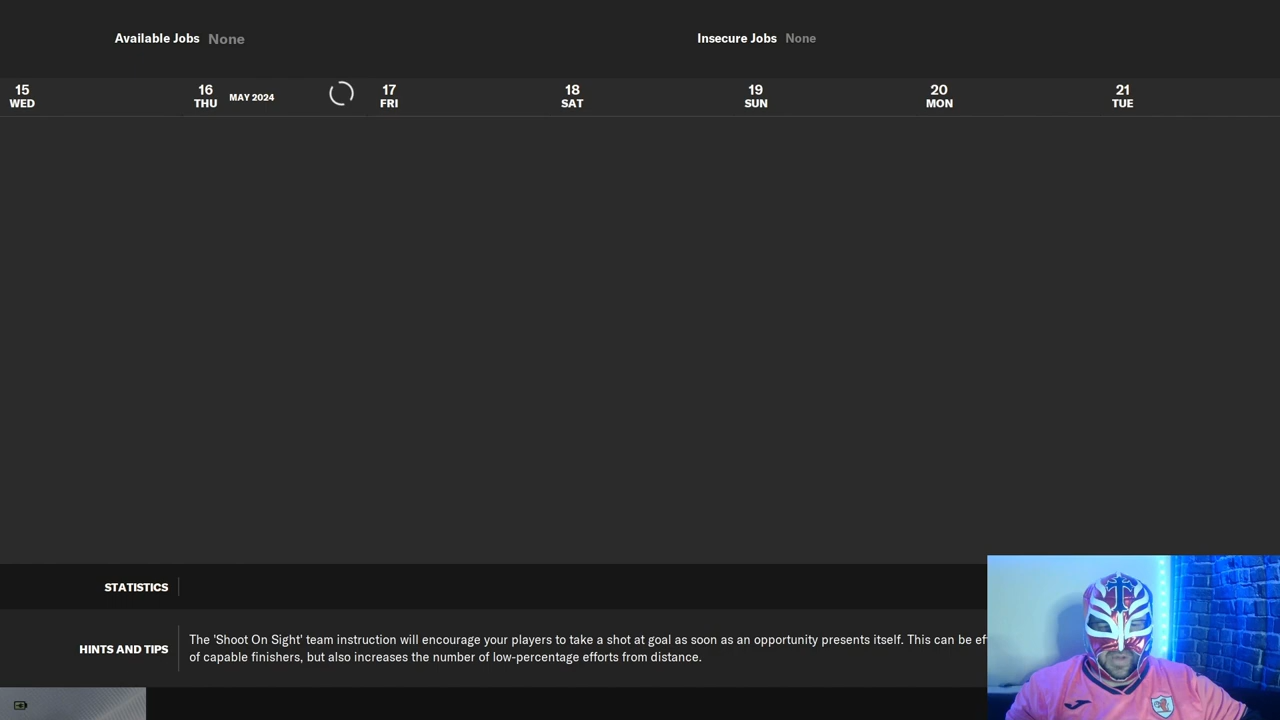 Available Jobs None
Insecure Jobs None
15 WED
16 THU
MAY 2024
17 FRI
18 SAT
19 SUN
20 MON
21 TUE
STATISTICS
HINTS AND TIPS
The 'Shoot On Sight' team instruction will encourage your players to take a shot at goal as soon as an opportunity presents itself. This can be
of capable finishers, but also increases the number of low-percentage efforts from distance.